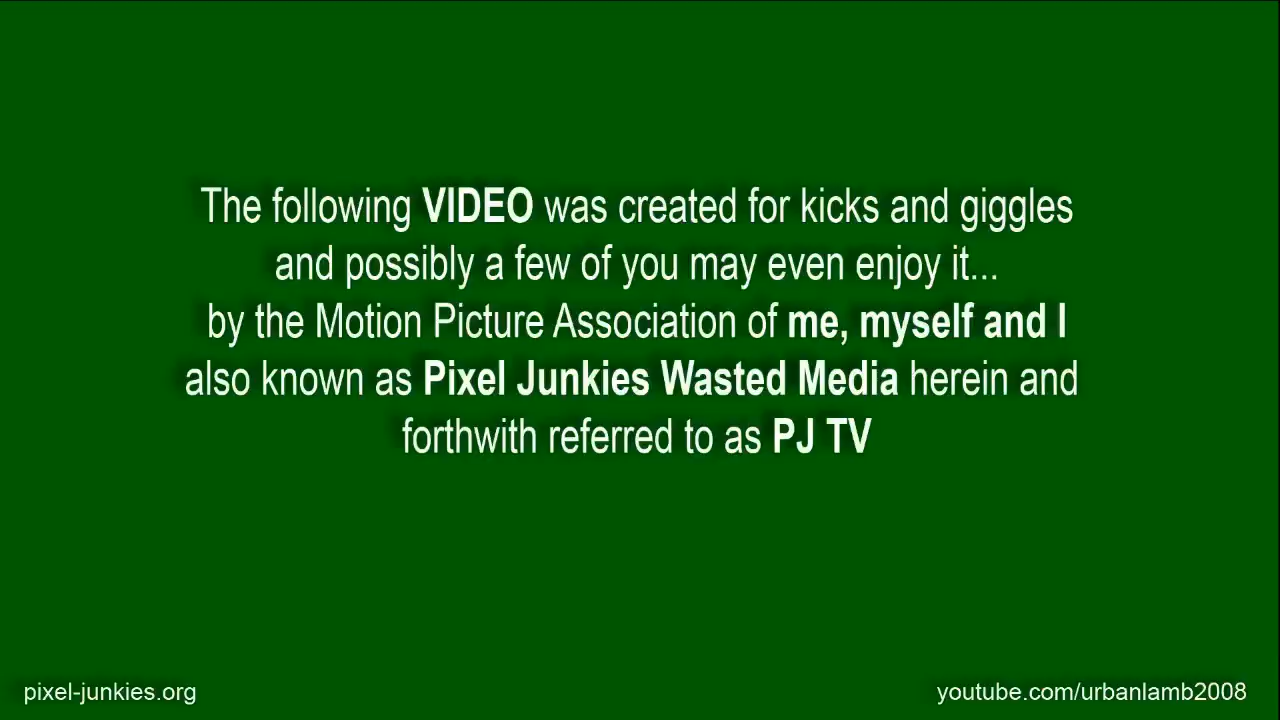 The following VIDEO was created for kicks and giggles
and possibly a few of you may even enjoy it...
by the Motion Picture Association of me, myself and I
also known as Pixel Junkies Wasted Media herein and
forthwith referred to as PJ TV
pixel-junkies.org
youtube.com/urbanlamb2008